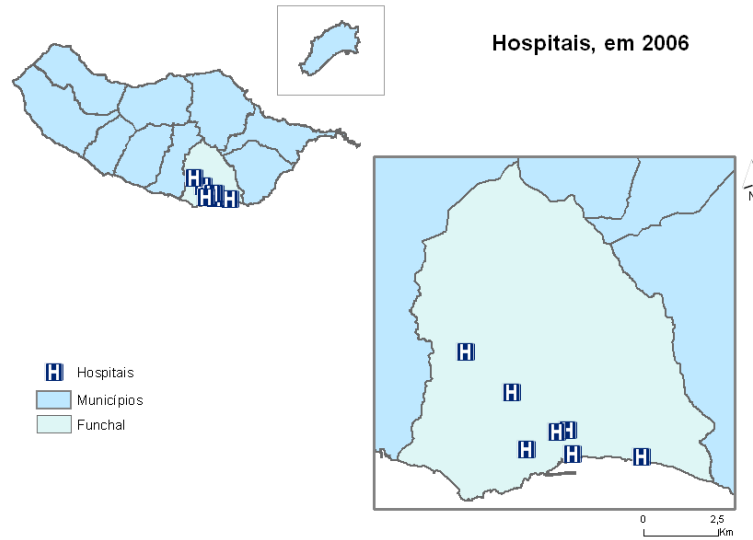 Hospitais, em 2006
N
H Hospitais
Municípios
Funchal
0 2,5
Km